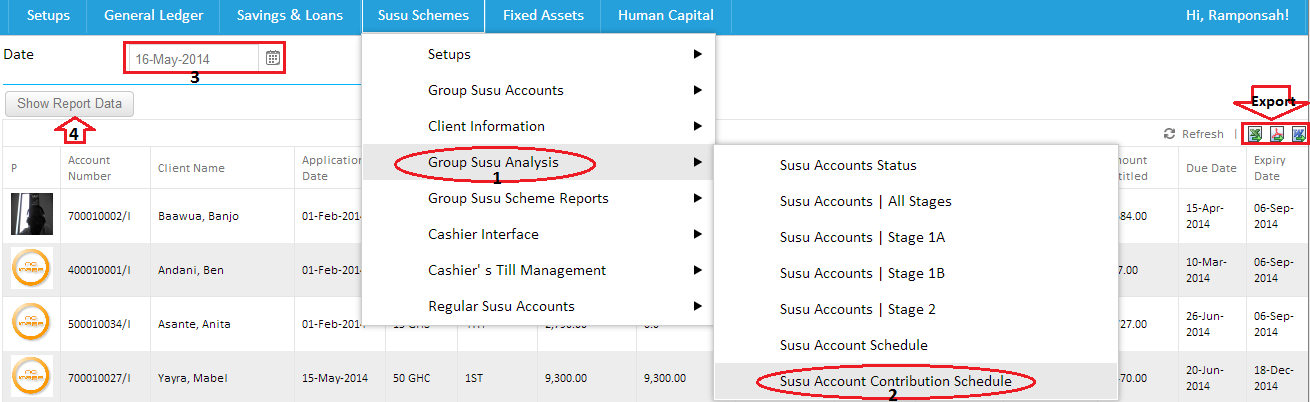 Setups General Ledger Savings & Loans Susu Schemes Fixed Assets Human Capital Hi, Ramponsah!
Date 16-May-2014
3
Show Report Data
4
Export
Refresh |
Setups
Group Susu Accounts
Client Information
Group Susu Analysis
1
Group Susu Scheme Reports
Cashier Interface
Cashier' s Till Management
Regular Susu Accounts
Susu Accounts Status
Susu Accounts | All Stages
Susu Accounts | Stage 1A
Susu Accounts | Stage 1B
Susu Accounts | Stage 2
Susu Account Schedule
Susu Account Contribution Schedule
2
P Account Number Client Name Application Date Due Date Expiry Date
700010002/I Baawua, Banjo 01-Feb-2014 84.00 15-Apr-2014 06-Sep-2014
400010001/I Andani, Ben 01-Feb-2014 7.00 10-Mar-2014 06-Sep-2014
500010034/I Asante, Anita 01-Feb-2014 27.00 26-Jun-2014 06-Sep-2014
700010027/I Yayra, Mabel 15-May-2014 50 GHC 1ST 9,300.00 9,300.00 70.00 20-Jun-2014 18-Dec-2014